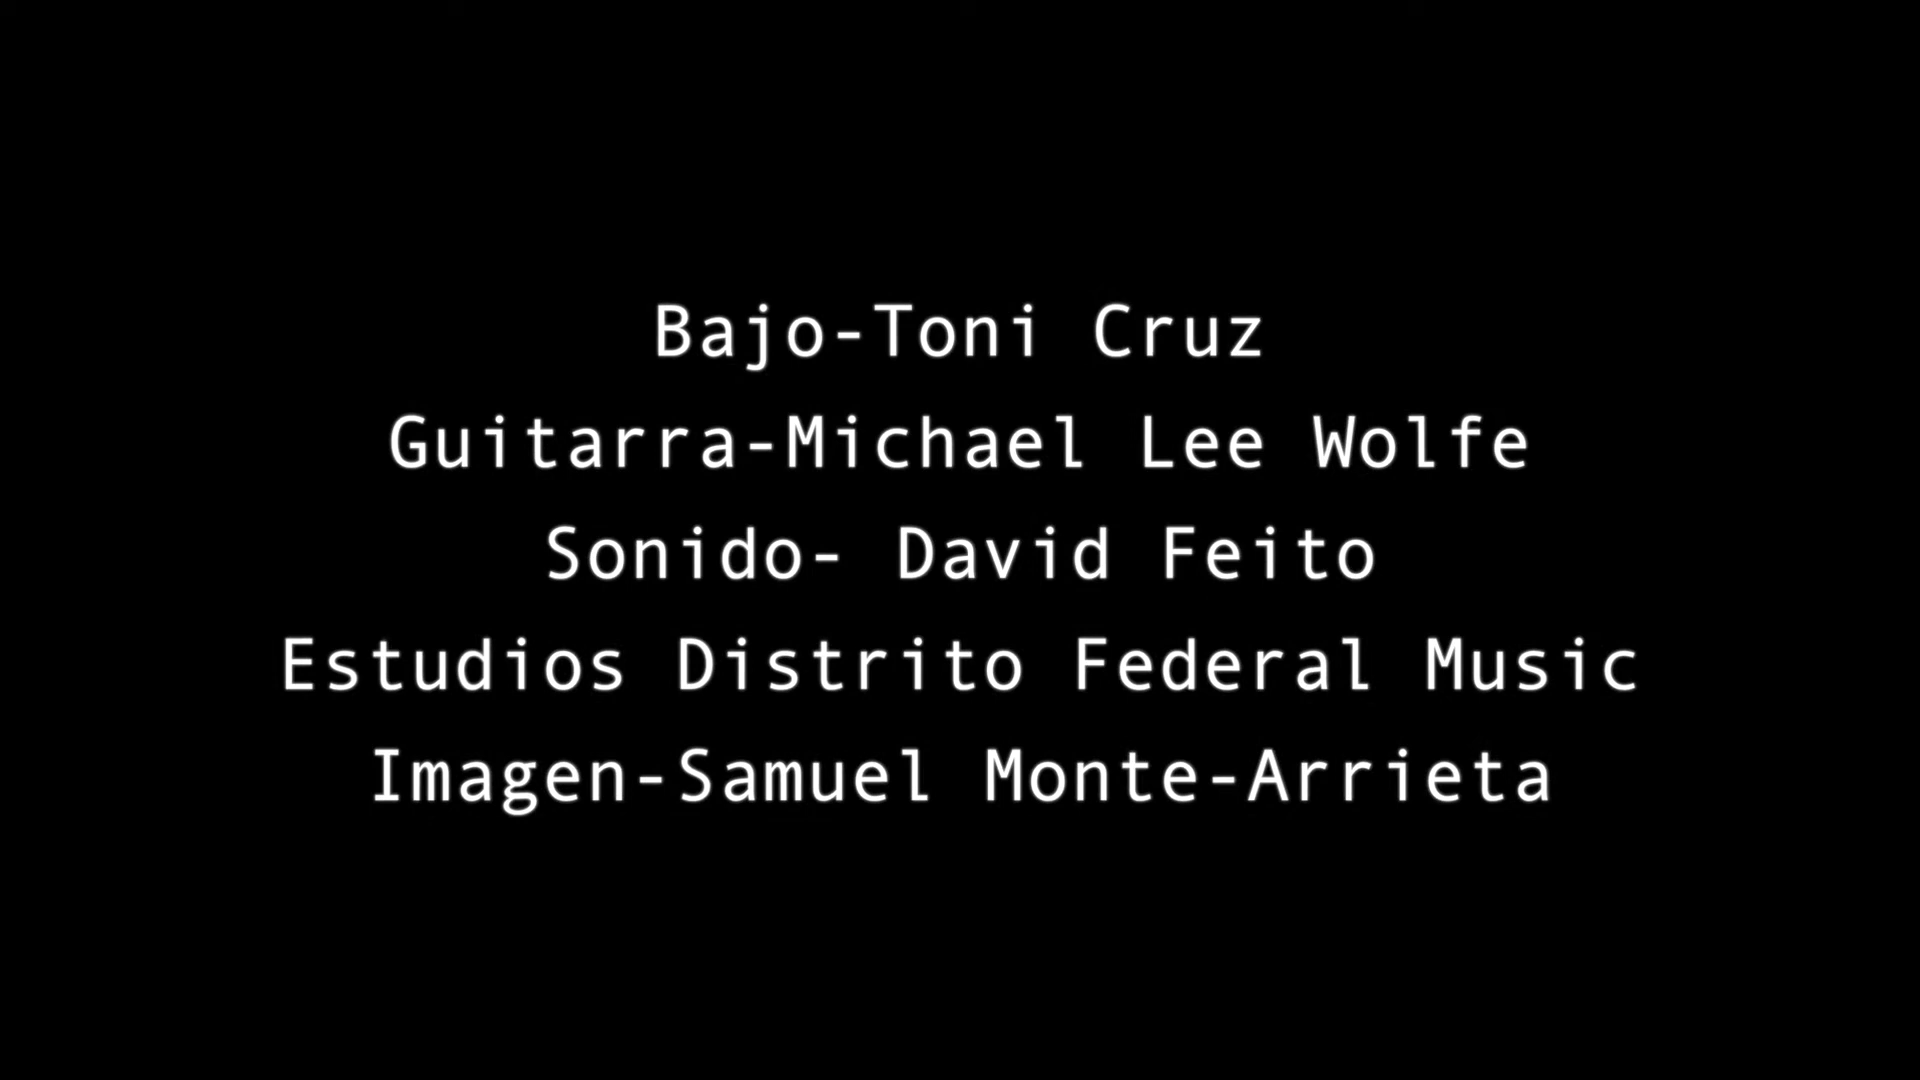 Bajo-Toni Cruz
Guitarra-Michael Lee Wolfe
Sonido- David Feito
Estudios Distrito Federal Music
Imagen-Samuel Monte-Arrieta